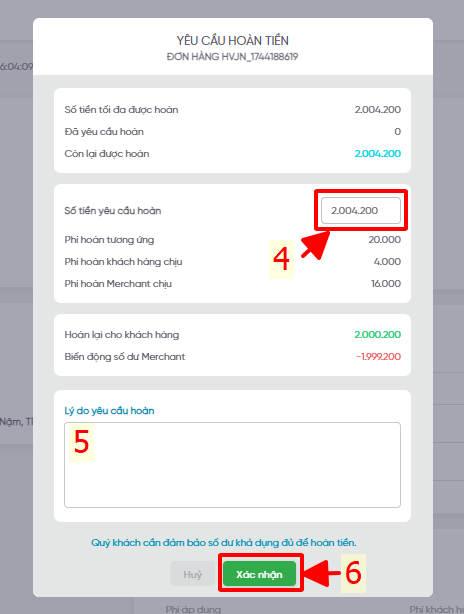 YÊU CẦU HOÀN TIỀN
ĐƠN HÀNG HVJN_1744188619
6:04:09
Số tiền tối đa được hoàn 2.004.200
Đã yêu cầu hoàn 0
Còn lại được hoàn 2.004.200
Số tiền yêu cầu hoàn 2.004.200
Phí hoàn tương ứng 20.000
4
Phí hoàn khách hàng chịu 4.000
Phí hoàn Merchant chịu 16.000
Hoàn lại cho khách hàng 2.000.200
Biến động số dư Merchant -1.999.200
Lý do yêu cầu hoàn
Nậm, Tỉ
5
Quý khách cần đảm bảo số dư khả dụng đủ để hoàn tiền.
Huỷ Xác nhận 6
Phí áp dụng Phí khách h